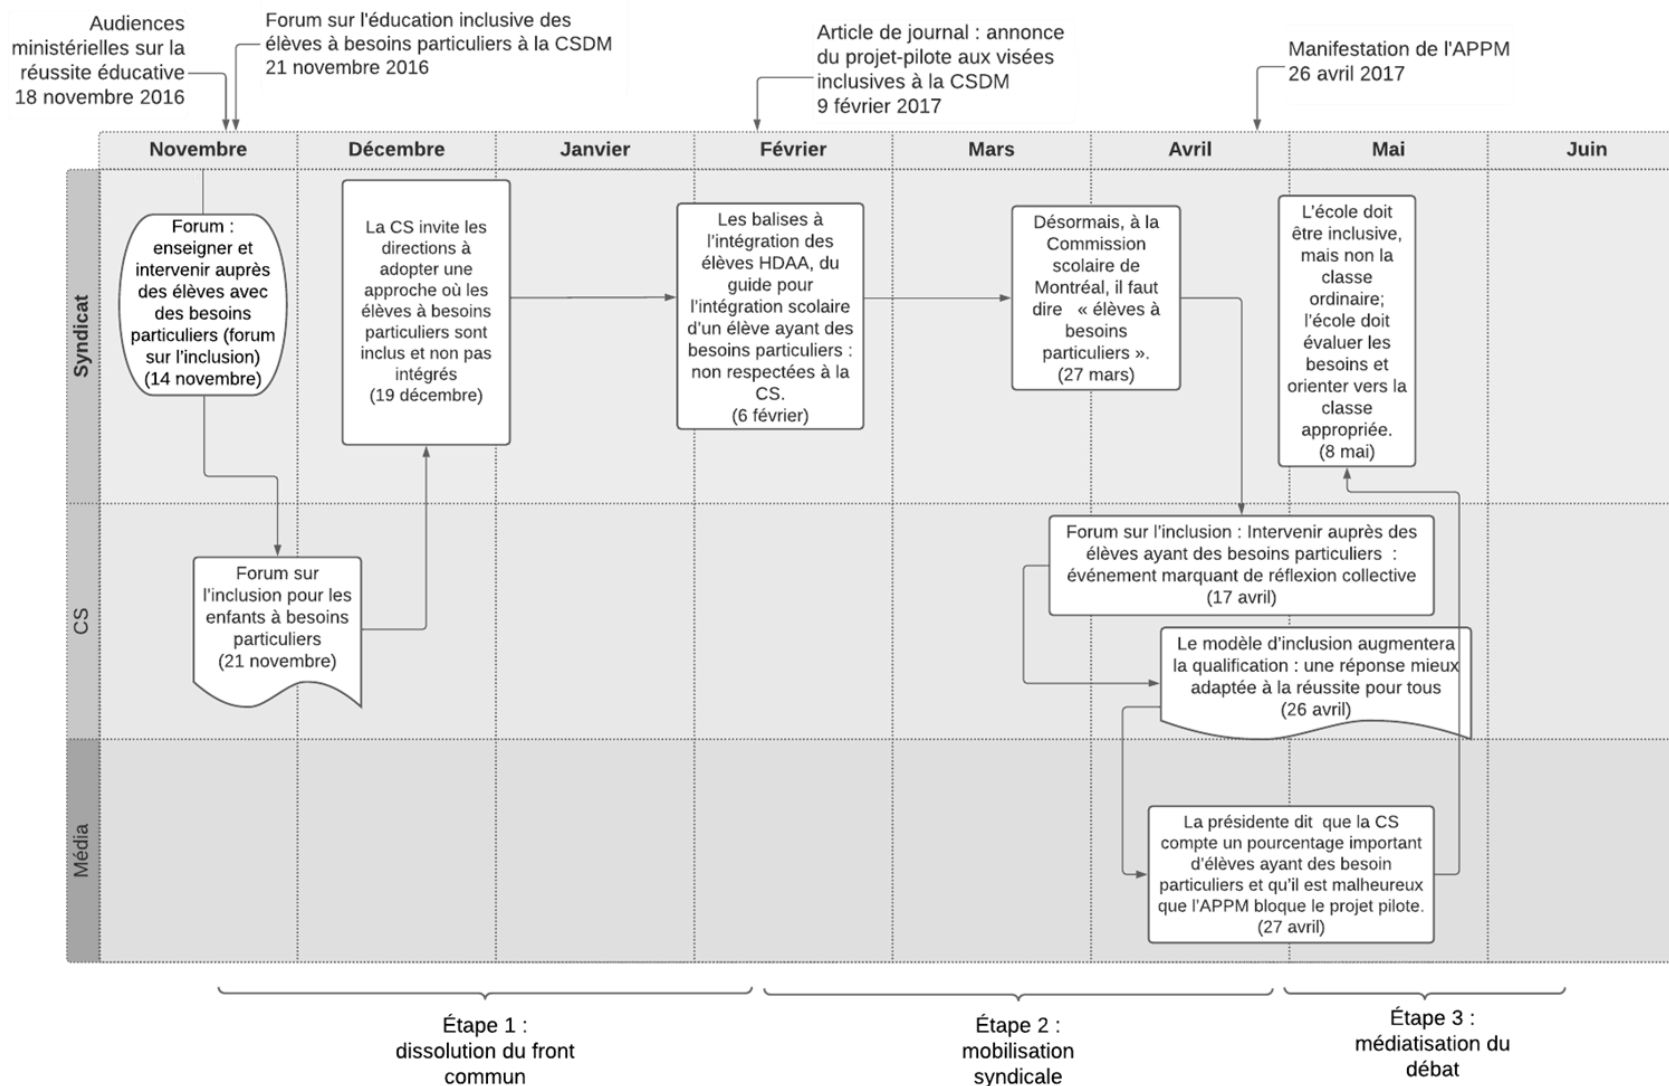 Audiences
ministérielles sur la
réussite éducative
18 novembre 2016
Forum sur l'éducation inclusive des
élèves à besoins particuliers à la CSDM
21 novembre 2016
Article de journal : annonce
du projet-pilote aux visées
inclusives à la CSDM
9 février 2017
Manifestation de l'APPM
26 avril 2017
Novembre
Décembre
Janvier
Février
Mars
Avril
Mai
Juin
Syndicat
Forum :
enseigner et
intervenir auprès
des élèves avec
des besoins
particuliers (forum
sur l'inclusion)
(14 novembre)
La CS invite les
directions à
adopter une
approche où les
élèves à besoins
particuliers sont
inclus et non pas
intégrés
(19 décembre)
Les balises à
l'intégration des
élèves HDAA, du
guide pour
l'intégration scolaire
d'un élève ayant des
besoins particuliers :
non respectées à la
CS.
(6 février)
Désormais, à la
Commission
scolaire de
Montréal, il faut
dire « élèves à
besoins
particuliers ».
(27 mars)
L'école doit
être inclusive,
mais non la
classe
ordinaire;
l'école doit
évaluer les
besoins et
orienter vers la
classe
appropriée.
(8 mai)
CS
Forum sur
l'inclusion pour les
enfants à besoins
particuliers
(21 novembre)
Forum sur l'inclusion : Intervenir auprès des
élèves ayant des besoins particuliers :
événement marquant de réflexion collective
(17 avril)
Le modèle d'inclusion augmentera
la qualification : une réponse mieux
adaptée à la réussite pour tous
(26 avril)
Média
La présidente dit que la CS
compte un pourcentage important
d'élèves ayant des besoin
particuliers et qu'il est malheureux
que l'APPM bloque le projet pilote.
(27 avril)
Étape 1 :
dissolution du front
commun
Étape 2 :
mobilisation
syndicale
Étape 3 :
médiatisation du
débat